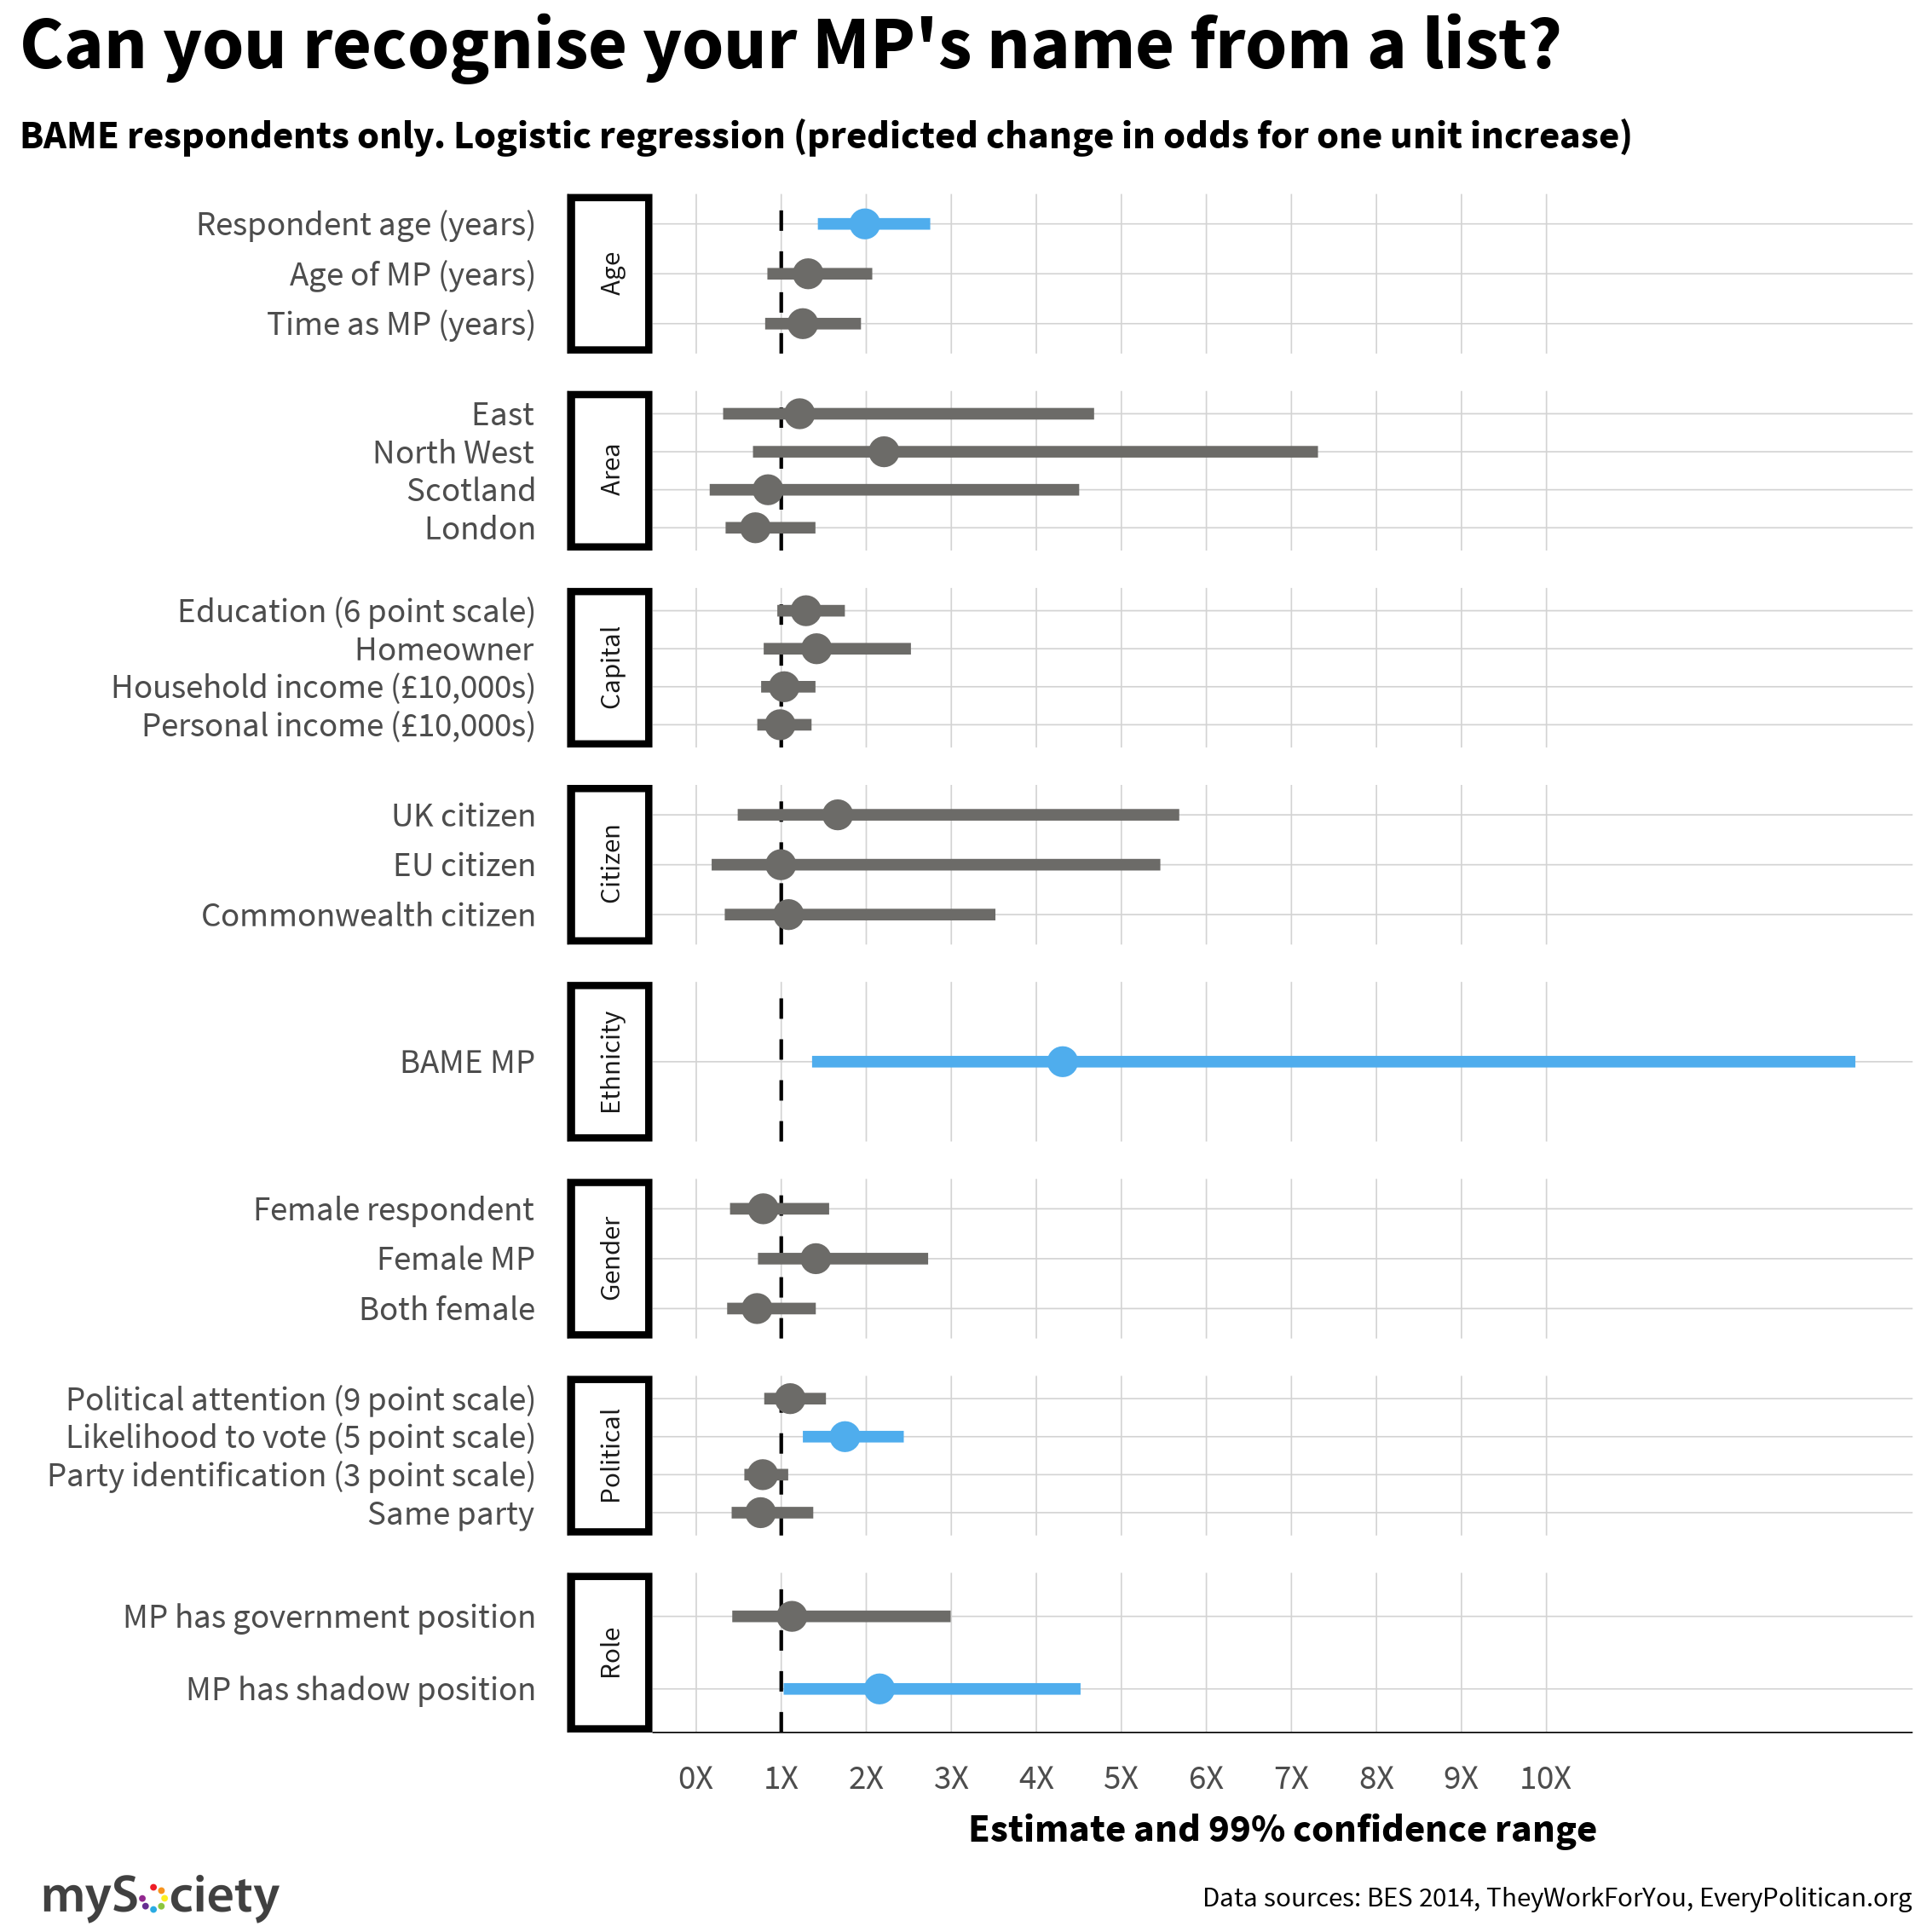 Can you recognise your MP's name from a list?
BAME respondents only. Logistic regression (predicted change in odds for one unit increase)
Age
Respondent age (years)
Age of MP (years)
Time as MP (years)
Area
East
North West
Scotland
London
Capital
Education (6 point scale)
Homeowner
Household income (£10,000s)
Personal income (£10,000s)
Citizen
UK citizen
EU citizen
Commonwealth citizen
Ethnicity
BAME MP
Gender
Female respondent
Female MP
Both female
Political
Political attention (9 point scale)
Likelihood to vote (5 point scale)
Party identification (3 point scale)
Same party
Role
MP has government position
MP has shadow position
0X 1X 2X 3X 4X 5X 6X 7X 8X 9X 10X
Estimate and 99% confidence range
mySociety
Data sources: BES 2014, TheyWorkForYou, EveryPolitican.org